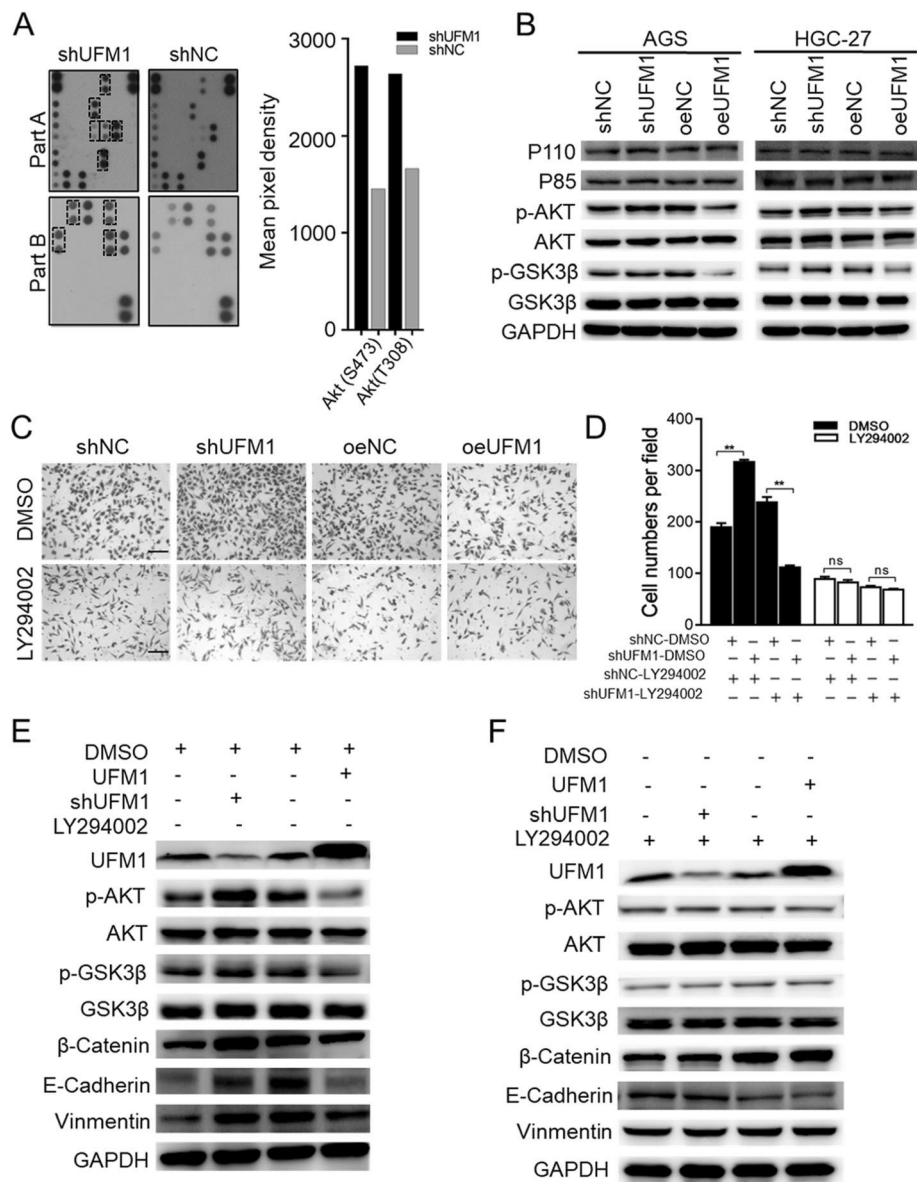 A
shUFM1 shNC
Part A
Part B
Mean pixel density
3000
2000
1000
0
shUFM1
shNC
Akt (S473)
Akt(T308)
B
AGS HGC-27
shNC shUFM1 oeNC oeUFM1 shNC shUFM1 oeNC oeUFM1
P110
P85
p-AKT
AKT
p-GSK3β
GSK3β
GAPDH
C
shNC shUFM1 oeNC oeUFM1
DMSO
LY294002
D
Cell numbers per field
400
300
200
100
0
DMSO
LY294002
** ** ns ns
shNC-DMSO + − + − + − + −
shUFM1-DMSO − + − + − + − +
shNC-LY294002 + + − − + + − −
shUFM1-LY294002 − − + + − − + +
E
DMSO + + + +
UFM1 - - - +
shUFM1 - + - -
LY294002 - - - -
UFM1
p-AKT
AKT
p-GSK3β
GSK3β
β-Catenin
E-Cadherin
Vinmentin
GAPDH
F
DMSO - - - -
UFM1 - - - +
shUFM1 - + - -
LY294002 + + + +
UFM1
p-AKT
AKT
p-GSK3β
GSK3β
β-Catenin
E-Cadherin
Vinmentin
GAPDH